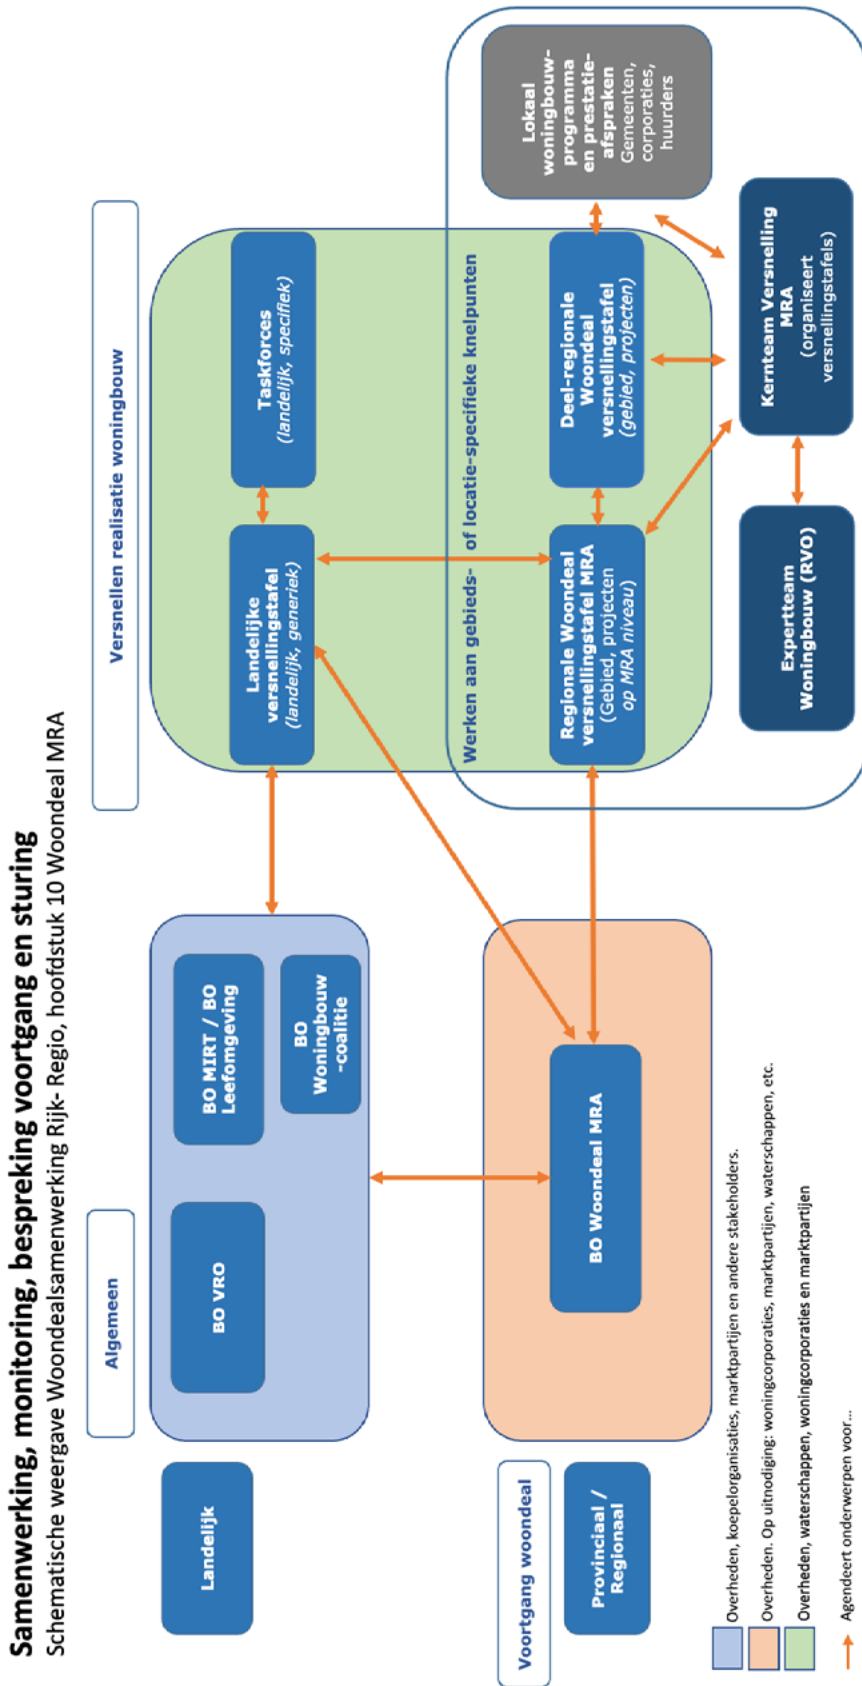 Samenwerking, monitoring, bespreking voortgang en sturing
Schematische weergave Woondealsamenwerking Rijk- Regio, hoofdstuk 10 Woondeal MRA
Algemeen
Versnellen realisatie woningbouw
Landelijk
BO VRO
BO MIRT / BO
Leefomgeving
BO
Woningbouw
-coalitie
Landelijke
versnellingstafel
(landelijk, generiek)
Taskforces
(landelijk, specifiek)
Werken aan gebieds- of locatie-specifieke knelpunten
Voortgang woondeal
Provinciaal /
Regionaal
BO Woondeal MRA
Regionale Woondeal
versnellingstafel MRA
(Gebied, projecten
op MRA niveau)
Deel-regionale
Woondeal
versnellingstafel
(gebied, projecten)
Lokaal
woningbouw-
programma
en prestatie-
afspraken
Gemeenten,
corporaties,
huurders
Expertteam
Woningbouw (RVO)
Kernteam Versnelling
MRA
(organiseert
versnellingstafels)
Overheden, koepelorganisaties, marktpartijen en andere stakeholders.
Overheden. Op uitnodiging: woningcorporaties, marktpartijen, waterschappen, etc.
Overheden, waterschappen, woningcorporaties en marktpartijen
Agendeert onderwerpen voor...